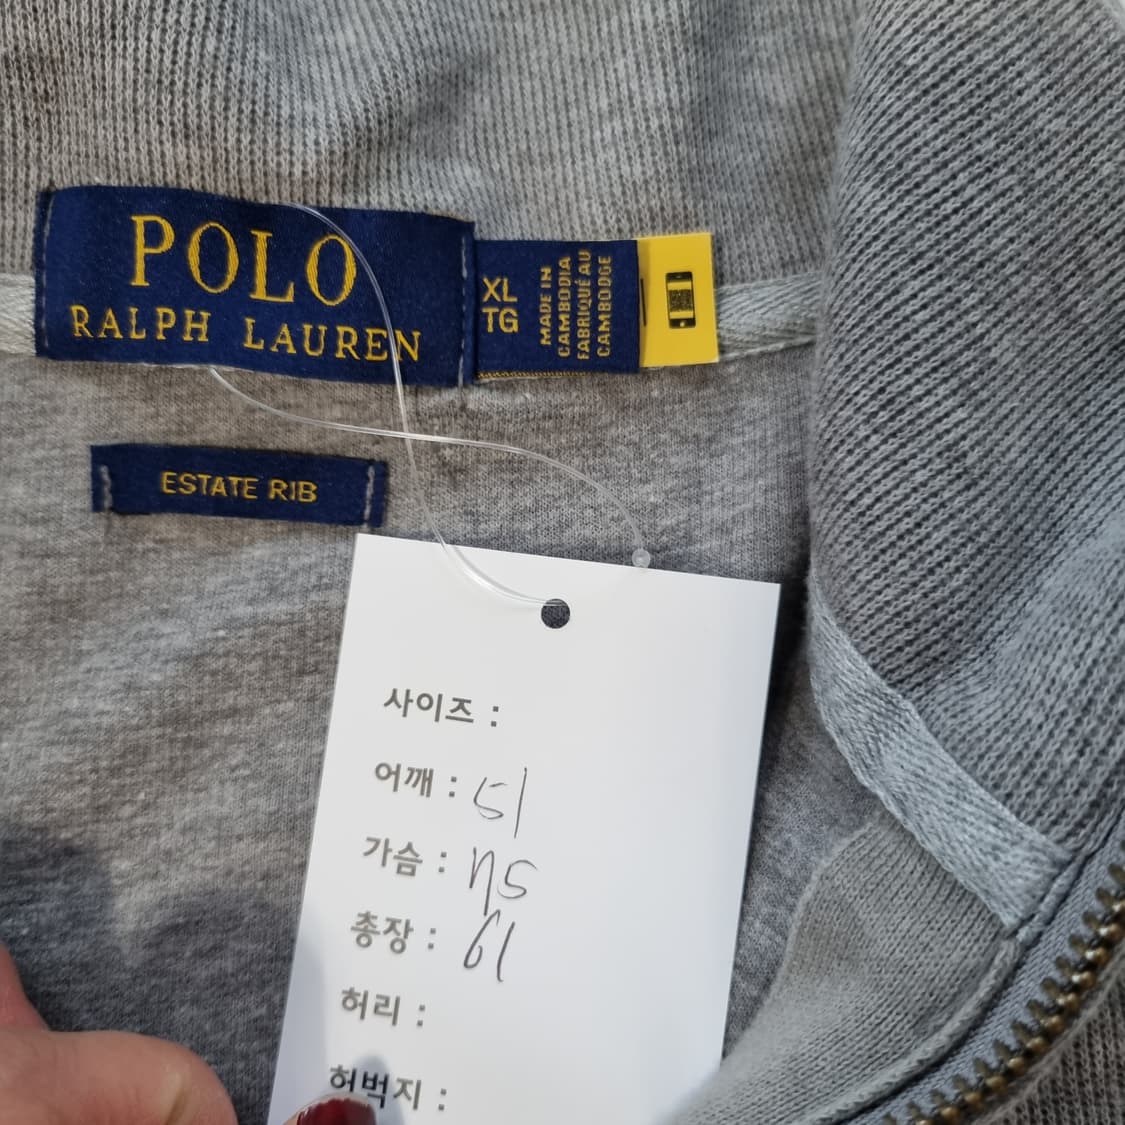 POLO
RALPH LAUREN
XL
TG
MADE IN
CAMBODIA
FABRIQUÉ AU
CAMBODGE
ESTATE RIB
사이즈 :
어깨 : 51
가슴 :
총장 : 61
허리 :
허벅지 :